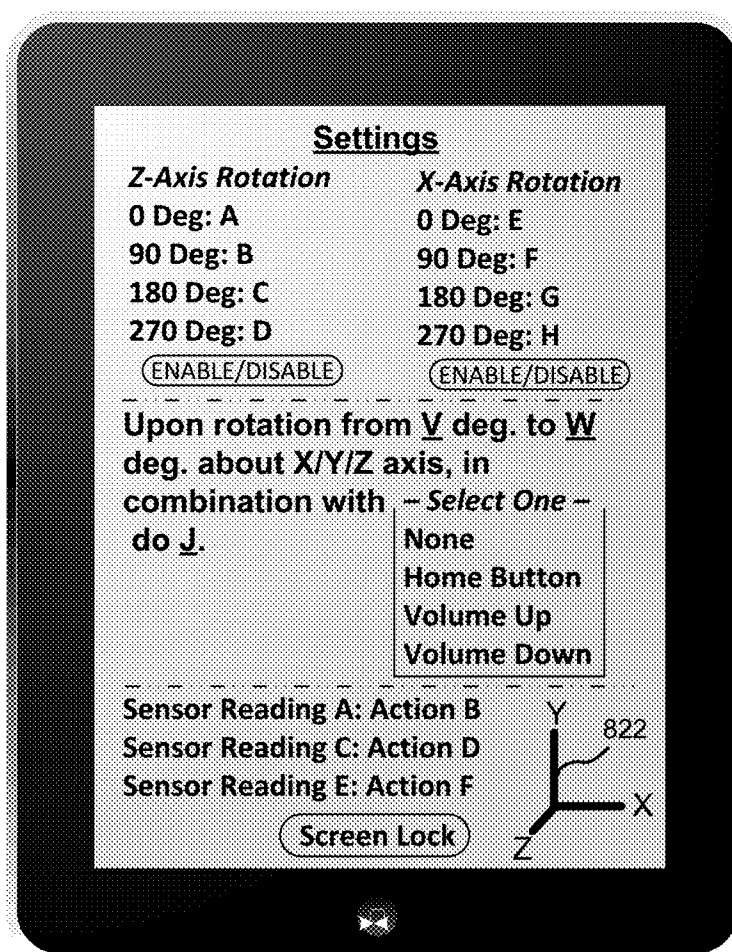 Settings
Z-Axis Rotation
0 Deg: A
90 Deg: B
180 Deg: C
270 Deg: D
ENABLE/DISABLE
X-Axis Rotation
0 Deg: E
90 Deg: F
180 Deg: G
270 Deg: H
ENABLE/DISABLE
Upon rotation from V deg. to W
deg. about X/Y/Z axis, in
combination with
do J.
– Select One –
None
Home Button
Volume Up
Volume Down
Sensor Reading A: Action B
Sensor Reading C: Action D
Sensor Reading E: Action F
Screen Lock
Y
822
X
Z